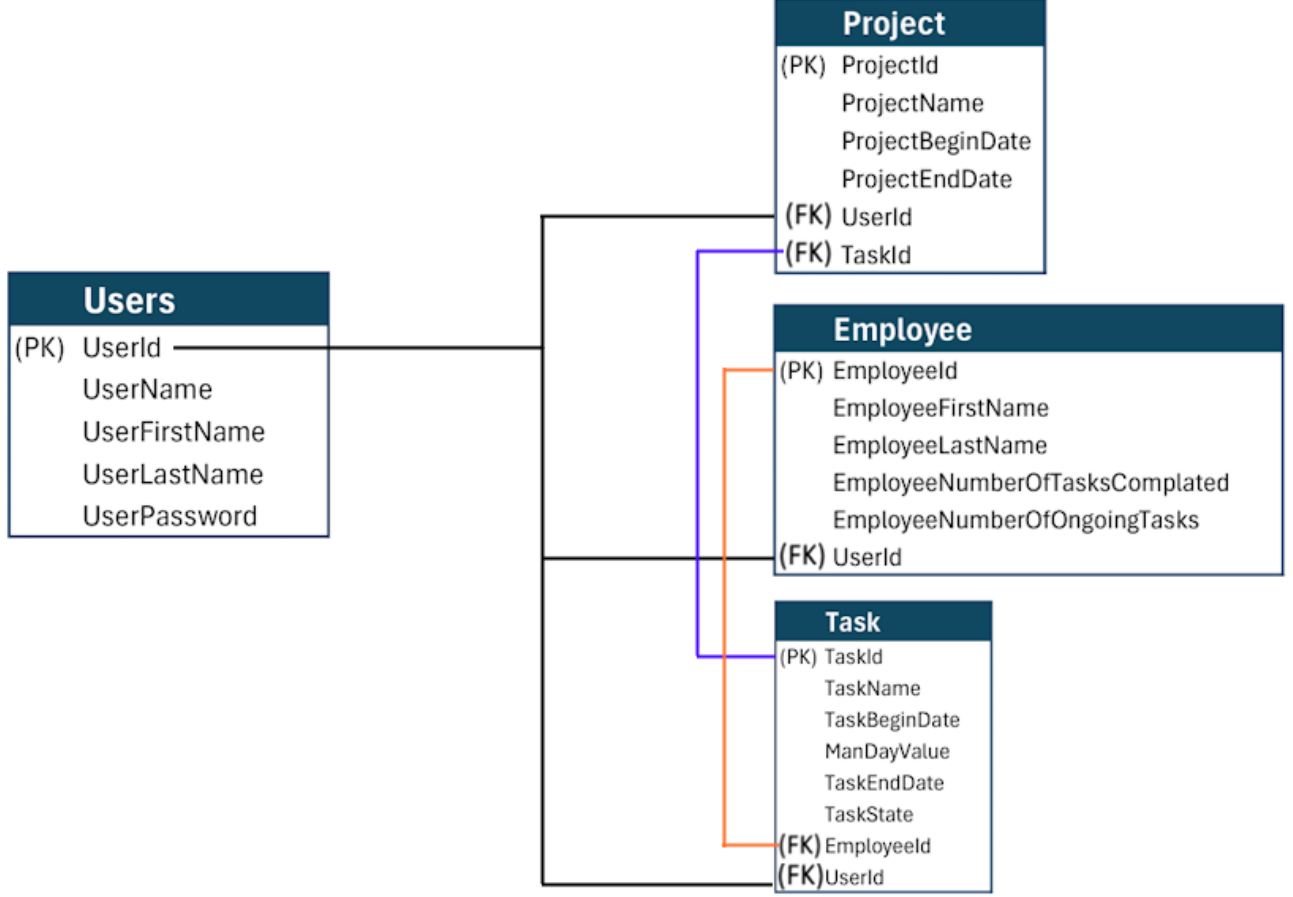 Project
(PK) ProjectId
ProjectName
ProjectBeginDate
ProjectEndDate
(FK) UserId
(FK) TaskId
Users
(PK) UserId
UserName
UserFirstName
UserLastName
UserPassword
Employee
(PK) EmployeeId
EmployeeFirstName
EmployeeLastName
EmployeeNumberOfTasksComplated
EmployeeNumberOfOngoingTasks
(FK) UserId
Task
(PK) TaskId
TaskName
TaskBeginDate
ManDayValue
TaskEndDate
TaskState
(FK) EmployeeId
(FK) UserId